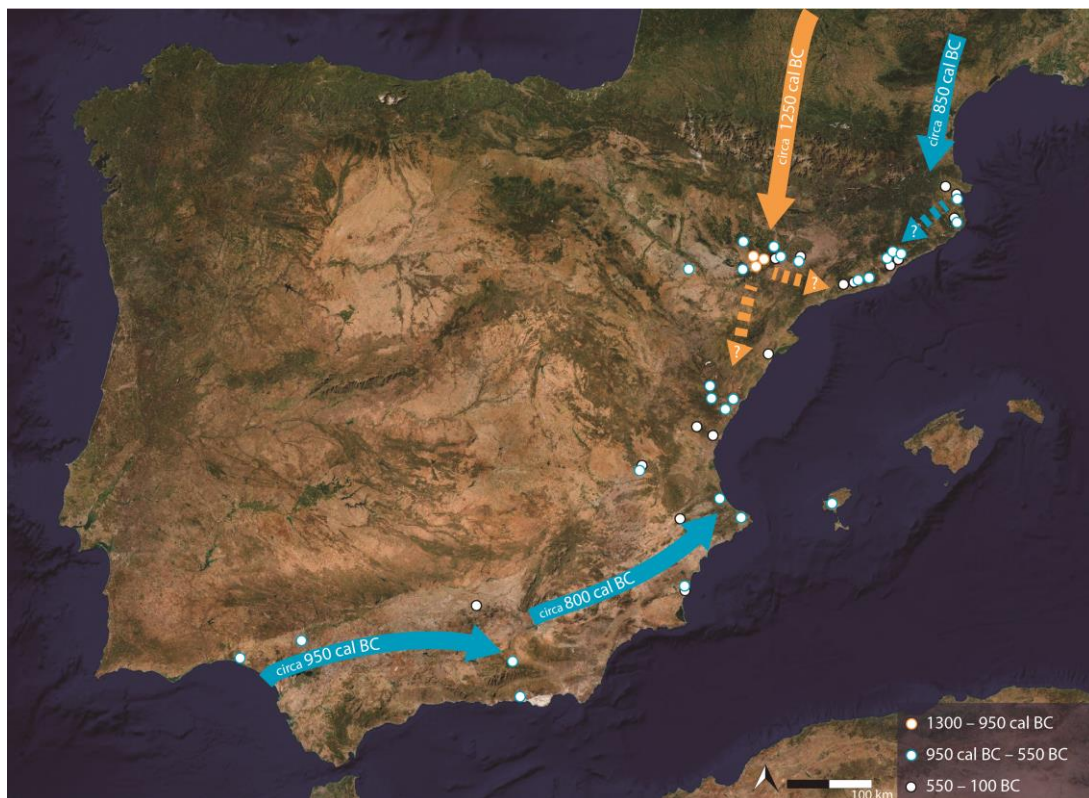 circa 1250 cal BC
circa 850 cal BC
?
?
?
circa 800 cal BC
circa 950 cal BC
1300 – 950 cal BC
950 cal BC – 550 BC
550 – 100 BC
100 km